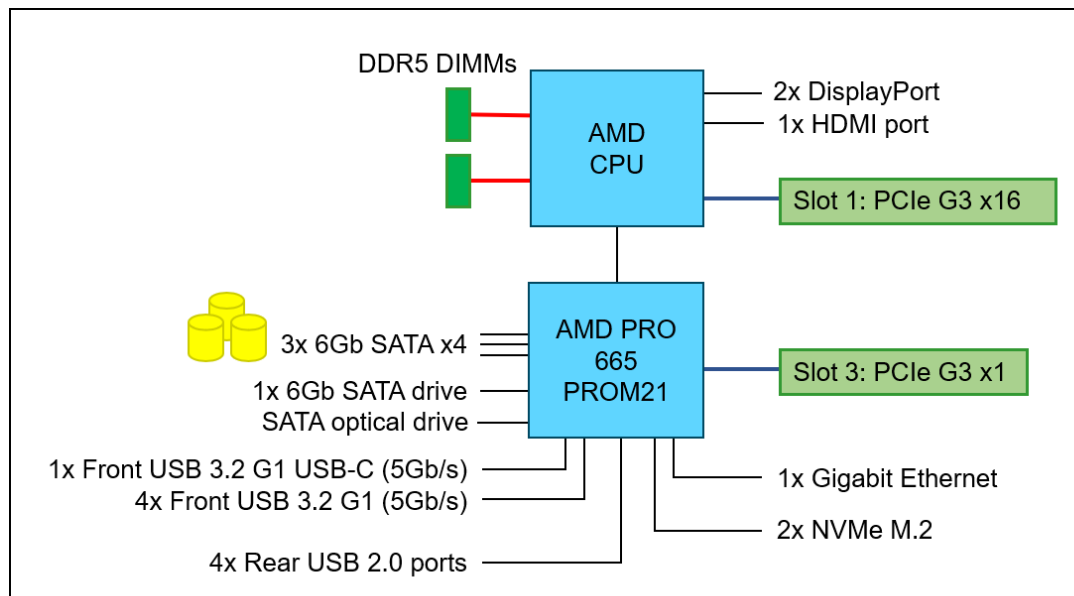 DDR5 DIMMs
AMD
CPU
2x DisplayPort
1x HDMI port
Slot 1: PCIe G3 x16
3x 6Gb SATA x4
1x 6Gb SATA drive
SATA optical drive
AMD PRO
665
PROM21
Slot 3: PCIe G3 x1
1x Front USB 3.2 G1 USB-C (5Gb/s)
4x Front USB 3.2 G1 (5Gb/s)
4x Rear USB 2.0 ports
1x Gigabit Ethernet
2x NVMe M.2